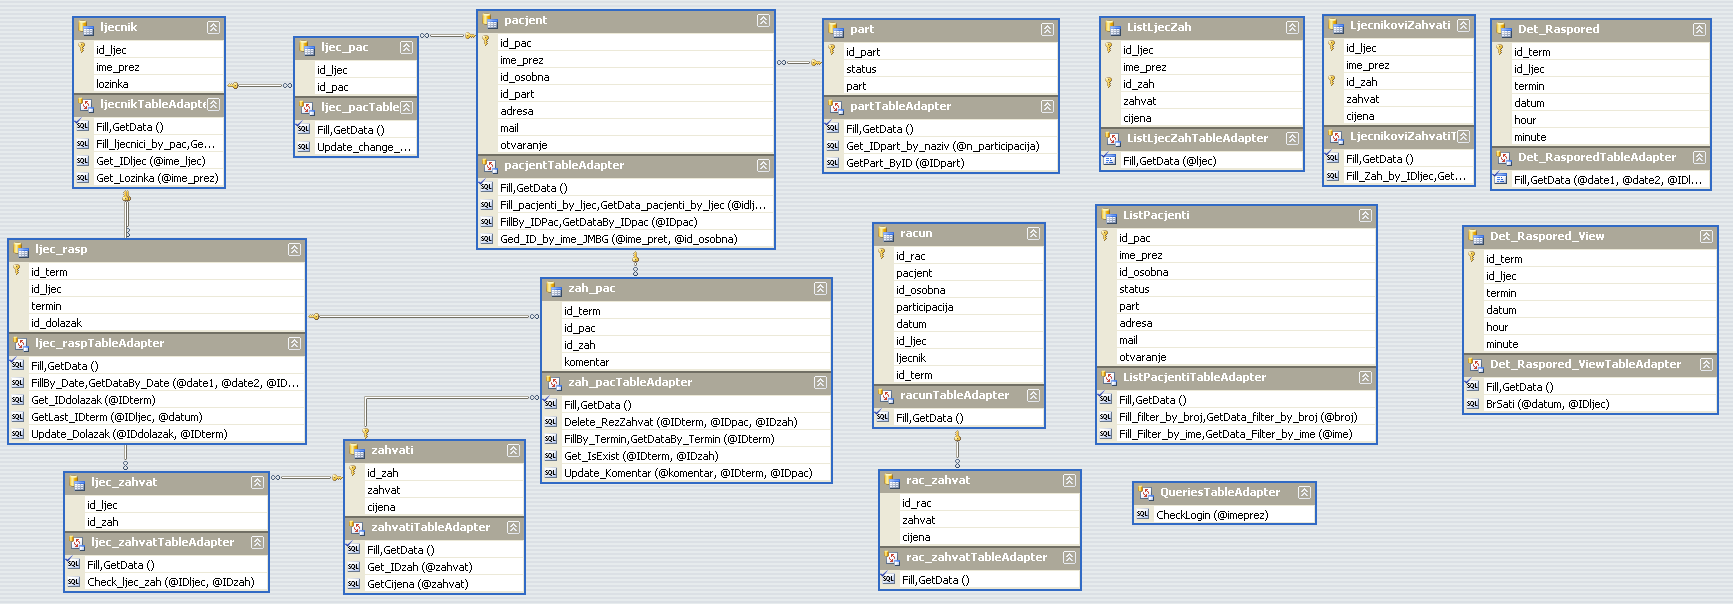 ljecnik
id_ljec
ime_prez
lozinka
ljecnikTableAdapte
Fill,GetData ()
Fill_ljecnici_by_pac,Ge...
Get_IDljec (@ime_ljec)
Get_Lozinka (@ime_prez)
ljec_pac
id_ljec
id_pac
ljec_pacTable
Fill,GetData ()
Update_change_...
pacjent
id_pac
ime_prez
id_osobna
id_part
adresa
mail
otvaranje
pacjentTableAdapter
Fill,GetData ()
Fill_pacjenti_by_ljec,GetData_pacjenti_by_ljec (@idlj...
FillBy_IDPac,GetDataBy_IDpac (@IDpac)
Ged_ID_by_ime_JMBG (@ime_pret, @id_osobna)
part
id_part
status
part
partTableAdapter
Fill,GetData ()
Get_IDpart_by_naziv (@n_participacija)
GetPart_ByID (@IDpart)
ListLjecZah
id_ljec
ime_prez
id_zah
zahvat
cijena
ListLjecZahTableAdapter
Fill,GetData (@ljec)
LjecnikoviZahvati
id_ljec
ime_prez
id_zah
zahvat
cijena
LjecnikoviZahvatiT
Fill,GetData ()
Fill_Zah_by_IDljec,Get...
Det_Raspored
id_term
id_ljec
termin
datum
hour
minute
Det_RasporedTableAdapter
Fill,GetData (@date1, @date2, @IDl...
ljec_rasp
id_term
id_ljec
termin
id_dolazak
ljec_raspTableAdapter
Fill,GetData ()
FillBy_Date,GetDataBy_Date (@date1, @date2, @ID...
Get_IDdolazak (@IDterm)
GetLast_IDterm (@IDljec, @datum)
Update_Dolazak (@IDdolazak, @IDterm)
zah_pac
id_term
id_pac
id_zah
komentar
zah_pacTableAdapter
Fill,GetData ()
Delete_RezZahvat (@IDterm, @IDpac, @IDzah)
FillBy_Termin,GetDataBy_Termin (@IDterm)
Get_IsExist (@IDterm, @IDzah)
Update_Komentar (@komentar, @IDterm, @IDpac)
racun
id_rac
pacjent
id_osobna
participacija
datum
id_ljec
ljecnik
id_term
racunTableAdapter
Fill,GetData ()
ListPacjenti
id_pac
ime_prez
id_osobna
status
part
adresa
mail
otvaranje
ListPacjentiTableAdapter
Fill,GetData ()
Fill_filter_by_broj,GetData_filter_by_broj (@broj)
Fill_Filter_by_ime,GetData_Filter_by_ime (@ime)
Det_Raspored_View
id_term
id_ljec
termin
datum
hour
minute
Det_Raspored_ViewTableAdapter
Fill,GetData ()
BrSati (@datum, @IDljec)
ljec_zahvat
id_ljec
id_zah
ljec_zahvatTableAdapter
Fill,GetData ()
Check_ljec_zah (@IDljec, @IDzah)
zahvati
id_zah
zahvat
cijena
zahvatiTableAdapter
Fill,GetData ()
Get_IDzah (@zahvat)
GetCijena (@zahvat)
rac_zahvat
id_rac
zahvat
cijena
rac_zahvatTableAdapter
Fill,GetData ()
QueriesTableAdapter
CheckLogin (@imeprez)